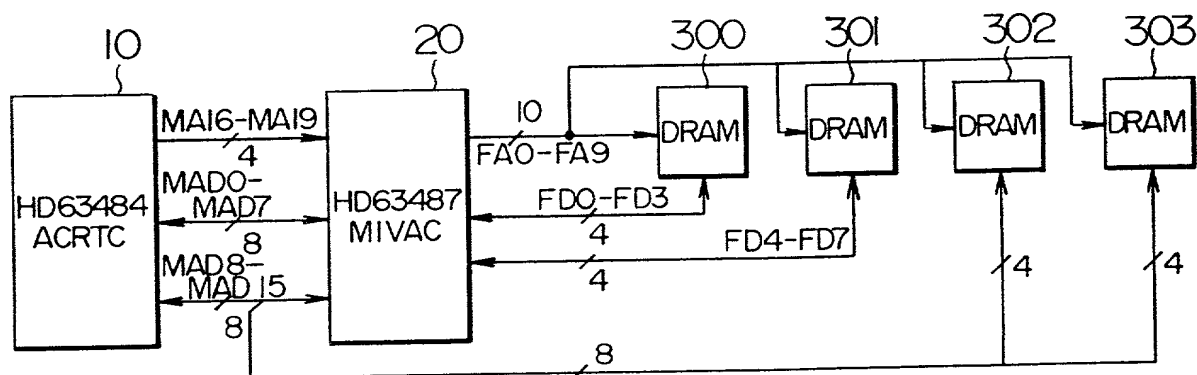 10
20
300
301
302
303
MA16-MA19
4
10
FA0-FA9
DRAM
DRAM
DRAM
DRAM
HD63484
ACRTC
MAD0-
MAD7
8
HD63487
MIVAC
FD0-FD3
4
FD4-FD7
4
MAD8-
MAD15
8
4
4
8